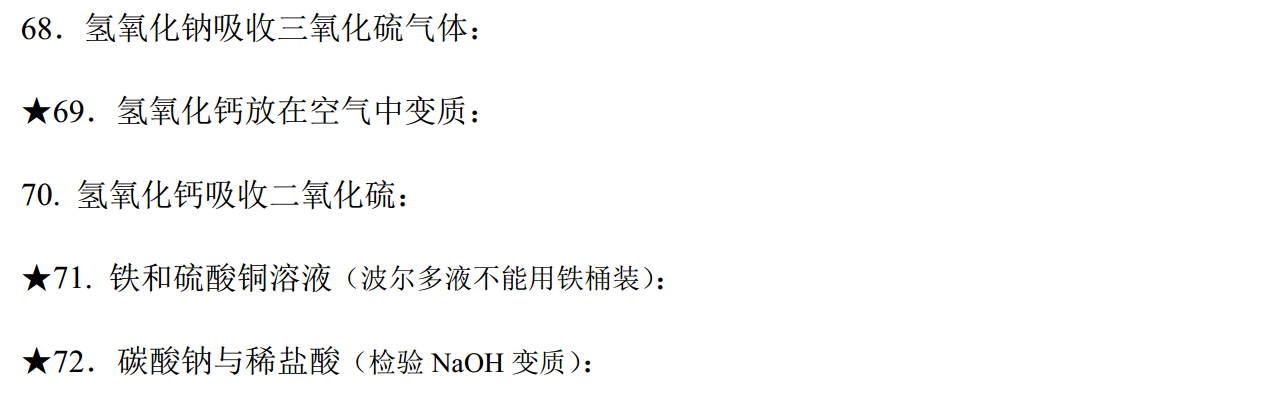 68．氢氧化钠吸收三氧化硫气体：
★69．氢氧化钙放在空气中变质：
70. 氢氧化钙吸收二氧化硫：
★71. 铁和硫酸铜溶液（波尔多液不能用铁桶装）：
★72．碳酸钠与稀盐酸（检验 NaOH 变质）：